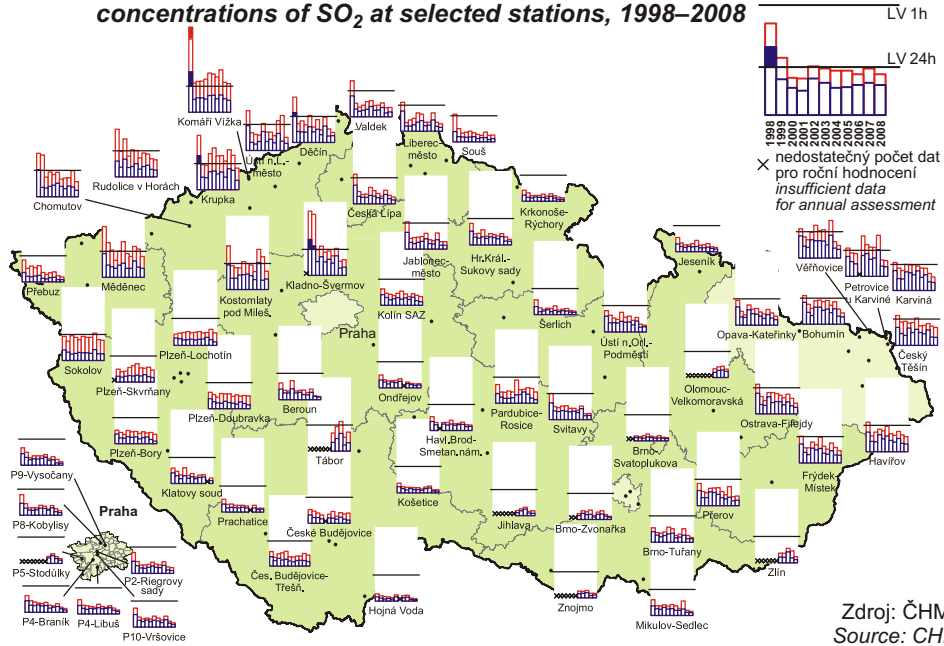 concentrations of SO2 at selected stations, 1998–2008
LV 1h
LV 24h
1998
1999
2000
2001
2002
2003
2004
2005
2006
2007
2008
× nedostatečný počet dat
pro roční hodnocení
insufficient data
for annual assessment
Komáří Vížka
Ústí n.L.-
město
Děčín
Valdek
Liberec-
město
Souš
Chomutov
Rudolice v Horách
Krupka
Česká Lípa
Krkonoše-
Rýchory
Přebuz
Měděnec
Kostomlaty
pod Mileš.
Kladno-Švermov
Jablonec-
město
Hr.Král.-
Sukovy sady
Jeseník
Věřňovice
Petrovice
u Karviné
Karviná
Kolín SAZ
Praha
Šerlich
Ústí n.Orl.-
Podměstí
Opava-Kateřinky
Bohumín
Český
Těšín
Sokolov
Plzeň-Lochotín
Plzeň-Skvrňany
Plzeň-Doubravka
Beroun
Ondřejov
Pardubice-
Rosice
Svitavy
Olomouc-
Velkomoravská
Ostrava-Fifejdy
Plzeň-Bory
Tábor
Havl.Brod-
Smetan.nám.
Brno-
Svatoplukova
Frýdek-
Místek
Havířov
P9-Vysočany
Klatovy soud
Prachatice
České Budějovice
Košetice
Jihlava
Brno-Zvonařka
Přerov
P8-Kobylisy
Praha
Brno-Tuřany
P5-Stodůlky
P2-Riegrovy
sady
Čes. Budějovice-
Třešň.
Zlín
P4-Braník
P4-Libuš
P10-Vršovice
Hojná Voda
Znojmo
Mikulov-Sedlec
Zdroj: ČHM
Source: CH